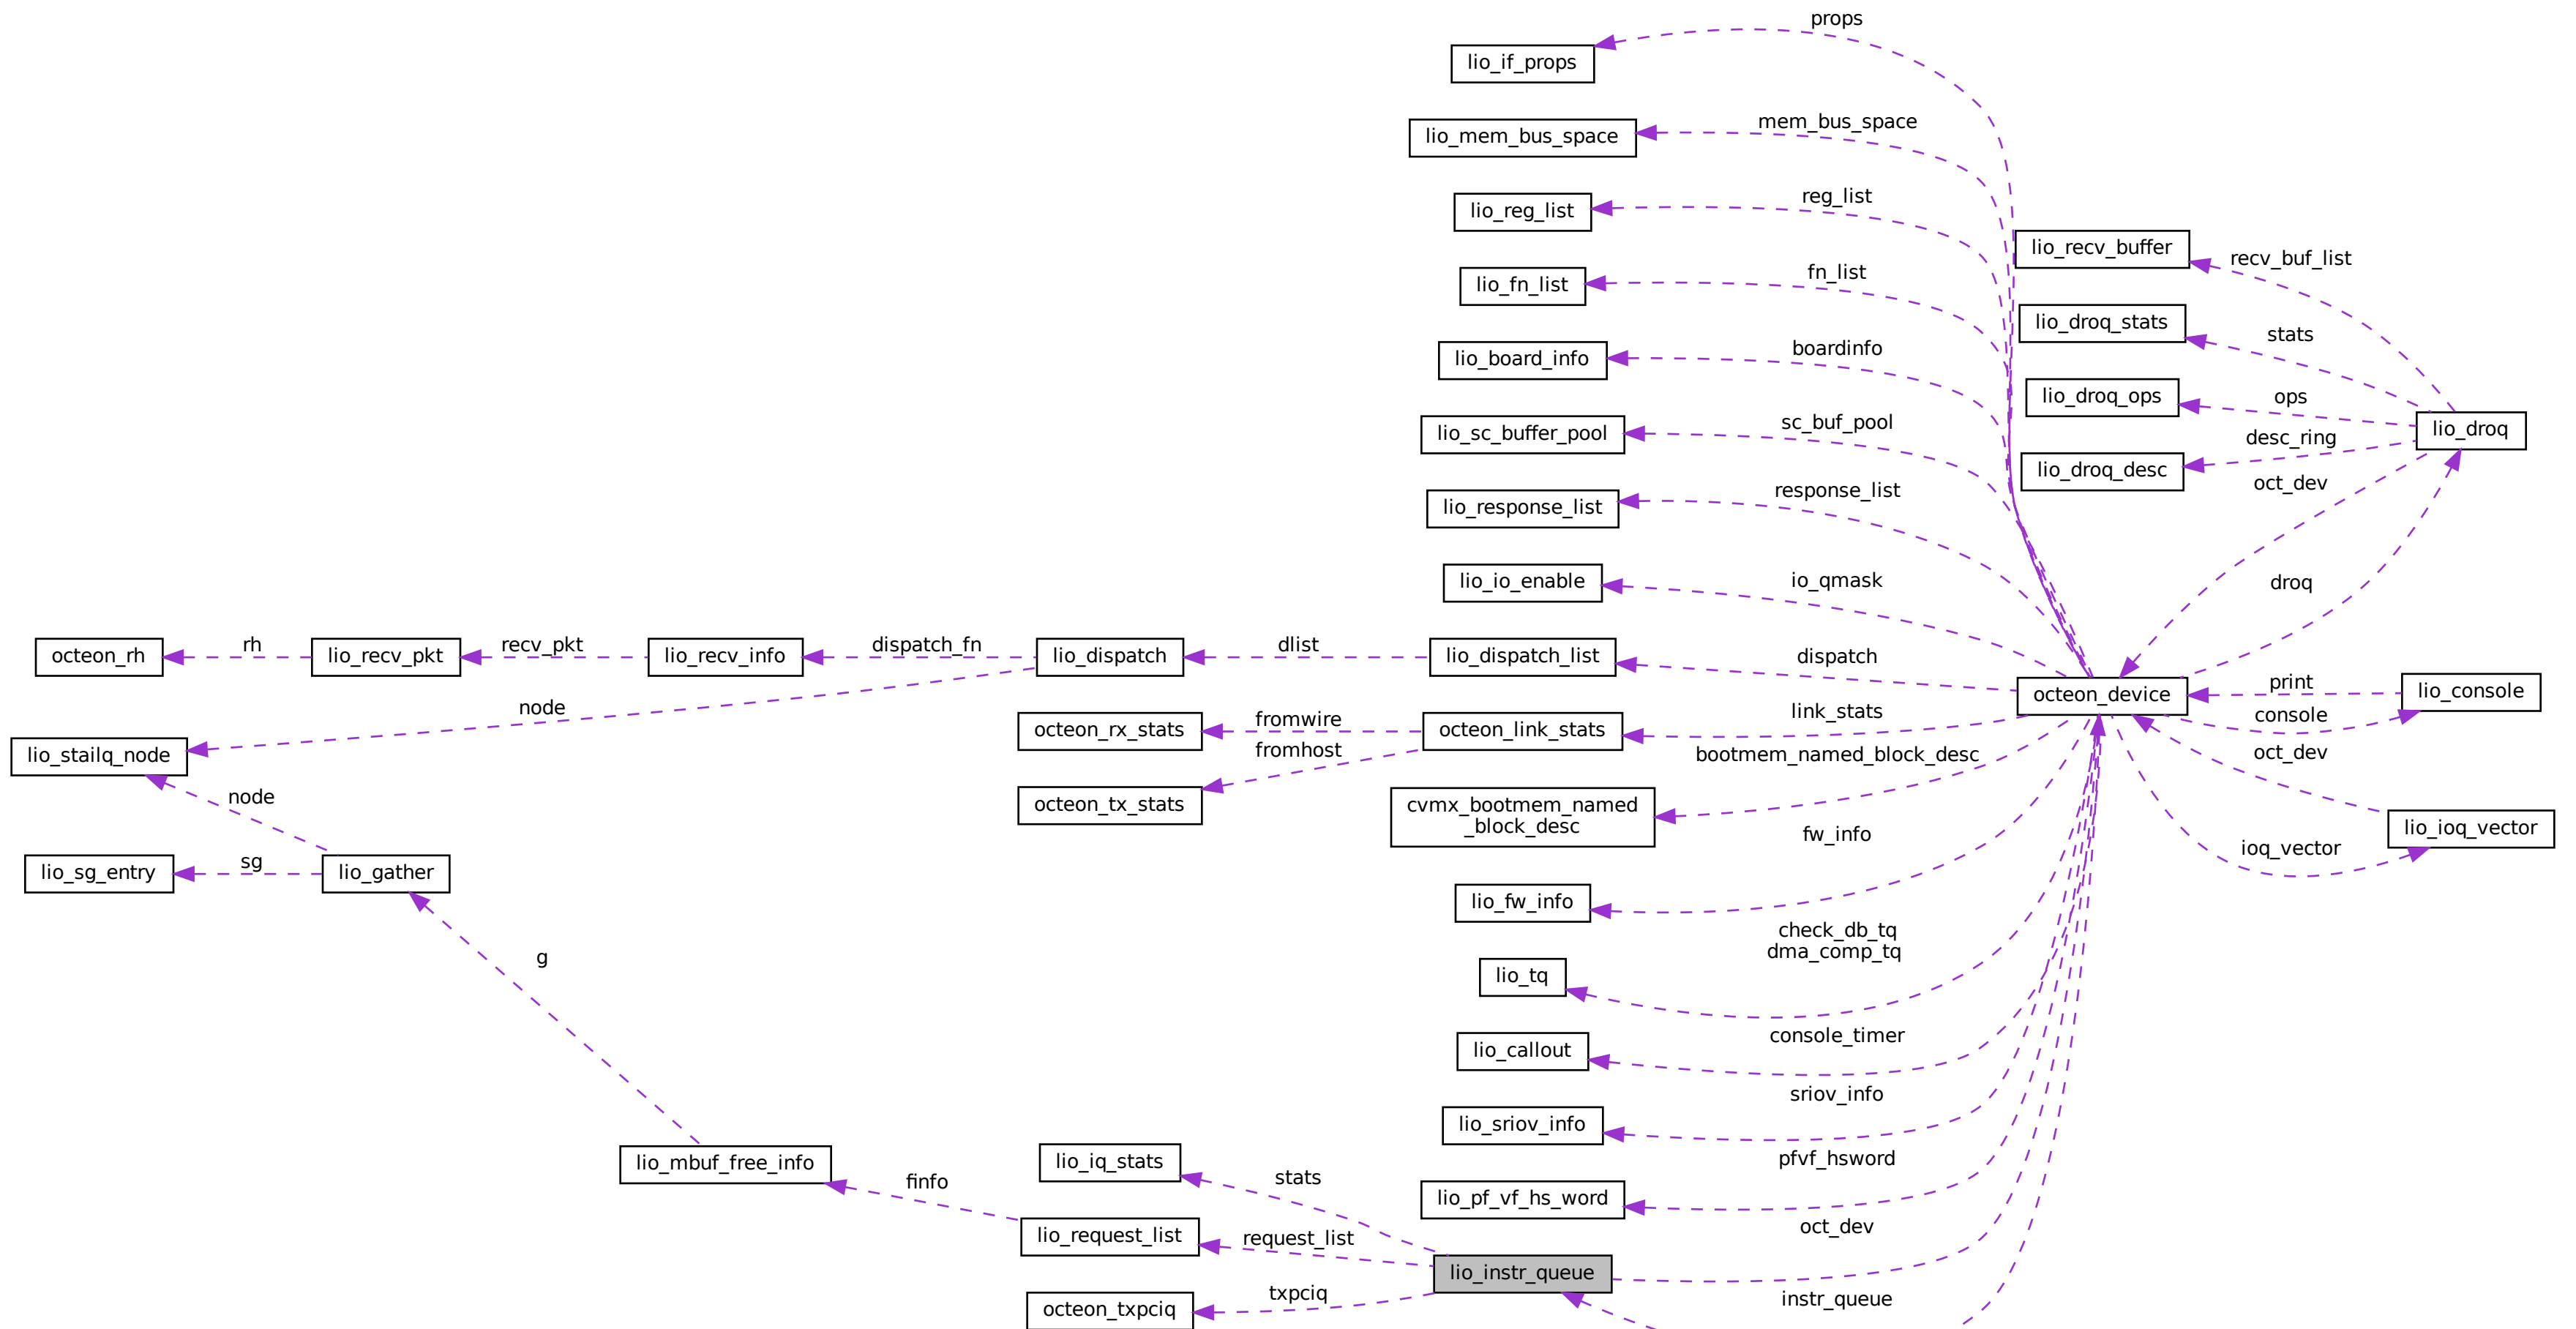 props
lio_if_props
mem_bus_space
lio_mem_bus_space
reg_list
lio_reg_list
lio_recv_buffer
recv_buf_list
fn_list
lio_fn_list
lio_droq_stats
stats
boardinfo
lio_board_info
lio_droq_ops
ops
sc_buf_pool
lio_sc_buffer_pool
lio_droq
desc_ring
lio_droq_desc
oct_dev
response_list
lio_response_list
io_qmask
lio_io_enable
droq
octeon_rh
rh
lio_recv_pkt
recv_pkt
lio_recv_info
dispatch_fn
lio_dispatch
dlist
lio_dispatch_list
dispatch
octeon_device
print
lio_console
console
node
octeon_rx_stats
fromwire
octeon_link_stats
link_stats
lio_stailq_node
fromhost
bootmem_named_block_desc
oct_dev
node
octeon_tx_stats
cvmx_bootmem_named
_block_desc
fw_info
lio_ioq_vector
ioq_vector
lio_sg_entry
sg
lio_gather
lio_fw_info
g
check_db_tq
dma_comp_tq
lio_tq
console_timer
lio_callout
sriov_info
lio_sriov_info
lio_mbuf_free_info
finfo
lio_iq_stats
stats
pfvf_hsword
lio_pf_vf_hs_word
lio_request_list
request_list
oct_dev
lio_instr_queue
octeon_txpciq
txpciq
instr_queue